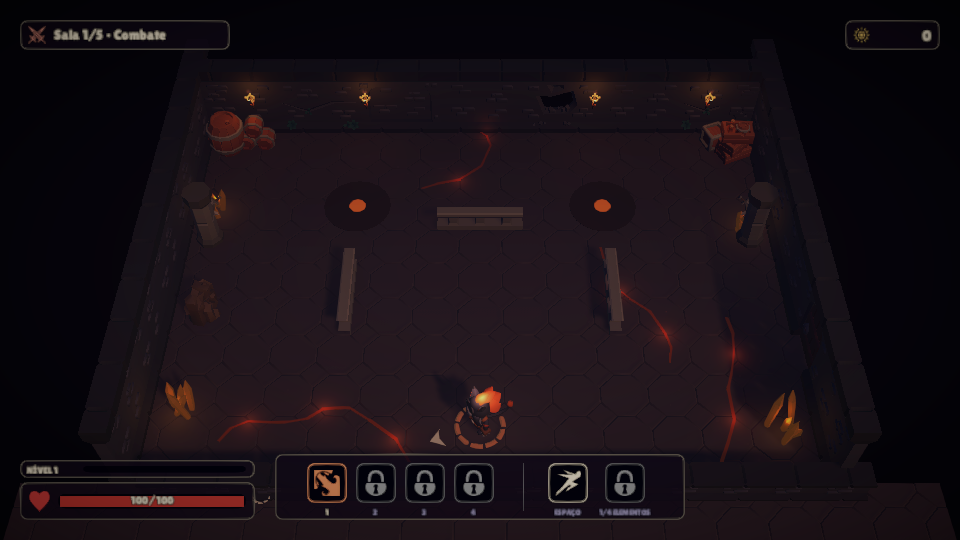 Sala 1/5 - Combate
0
NÍVEL 1
100/100
1
2
3
4
ESPAÇO
1/4 ELEMENTOS